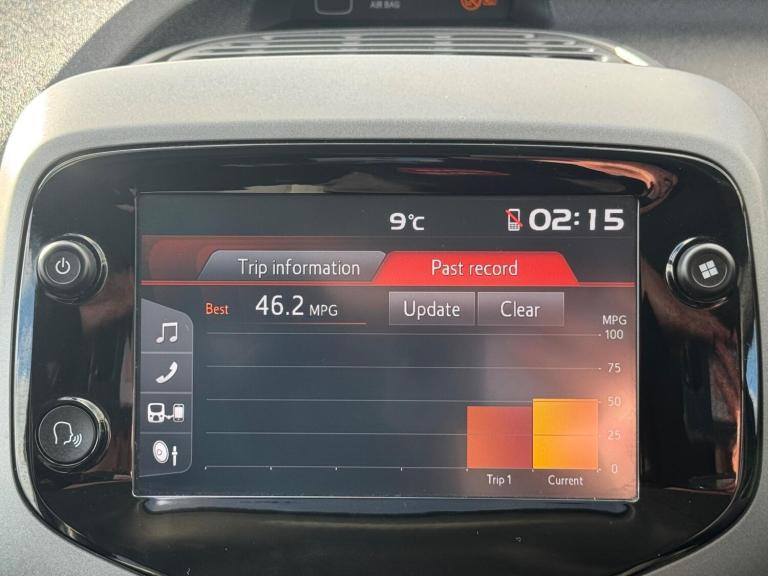 AIR BAG
9°C 02:15
Trip information Past record
Best 46.2 MPG Update Clear
MPG
100
75
50
25
0
Trip 1 Current